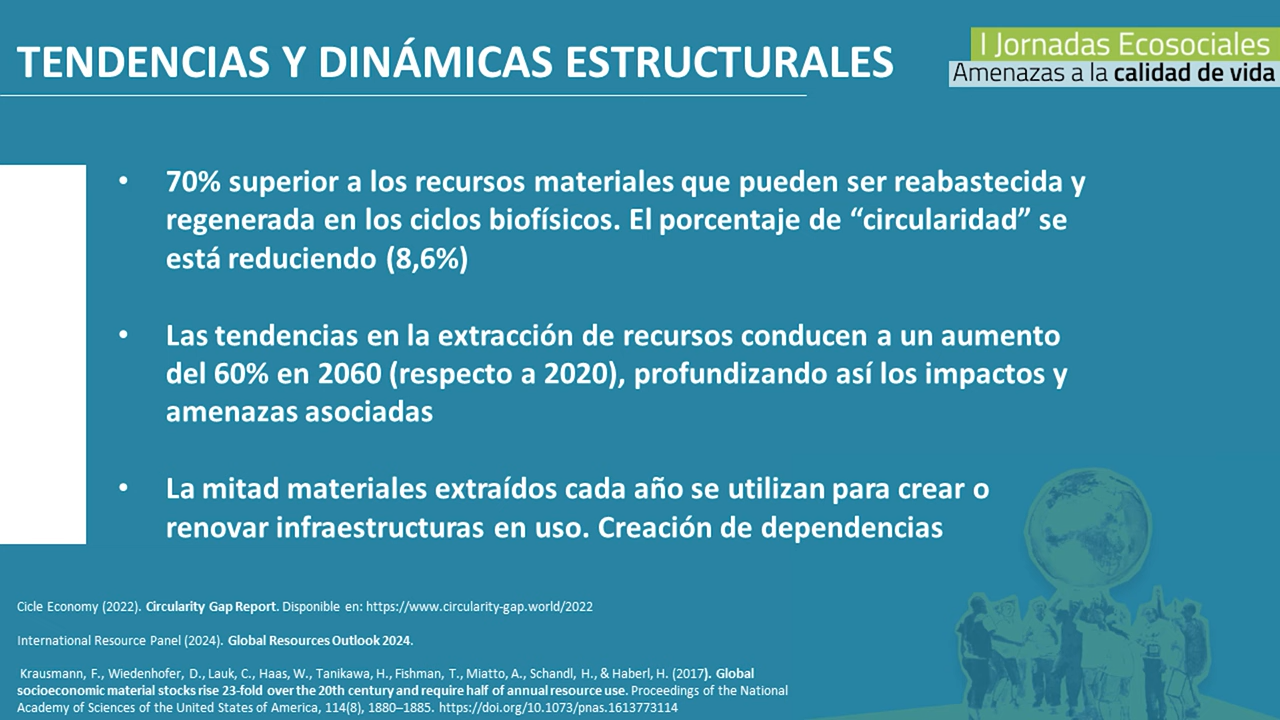 TENDENCIAS Y DINÁMICAS ESTRUCTURALES
I Jornadas Ecosociales
Amenazas a la calidad de vida
• 70% superior a los recursos materiales que pueden ser reabastecida y
regenerada en los ciclos biofísicos. El porcentaje de “circularidad” se
está reduciendo (8,6%)
• Las tendencias en la extracción de recursos conducen a un aumento
del 60% en 2060 (respecto a 2020), profundizando así los impactos y
amenazas asociadas
• La mitad materiales extraídos cada año se utilizan para crear o
renovar infraestructuras en uso. Creación de dependencias
Cicle Economy (2022). Circularity Gap Report. Disponible en: https://www.circularity-gap.world/2022
International Resource Panel (2024). Global Resources Outlook 2024.
Krausmann, F., Wiedenhofer, D., Lauk, C., Haas, W., Tanikawa, H., Fishman, T., Miatto, A., Schandl, H., & Haberl, H. (2017). Global
socioeconomic material stocks rise 23-fold over the 20th century and require half of annual resource use. Proceedings of the National
Academy of Sciences of the United States of America, 114(8), 1880–1885. https://doi.org/10.1073/pnas.1613773114